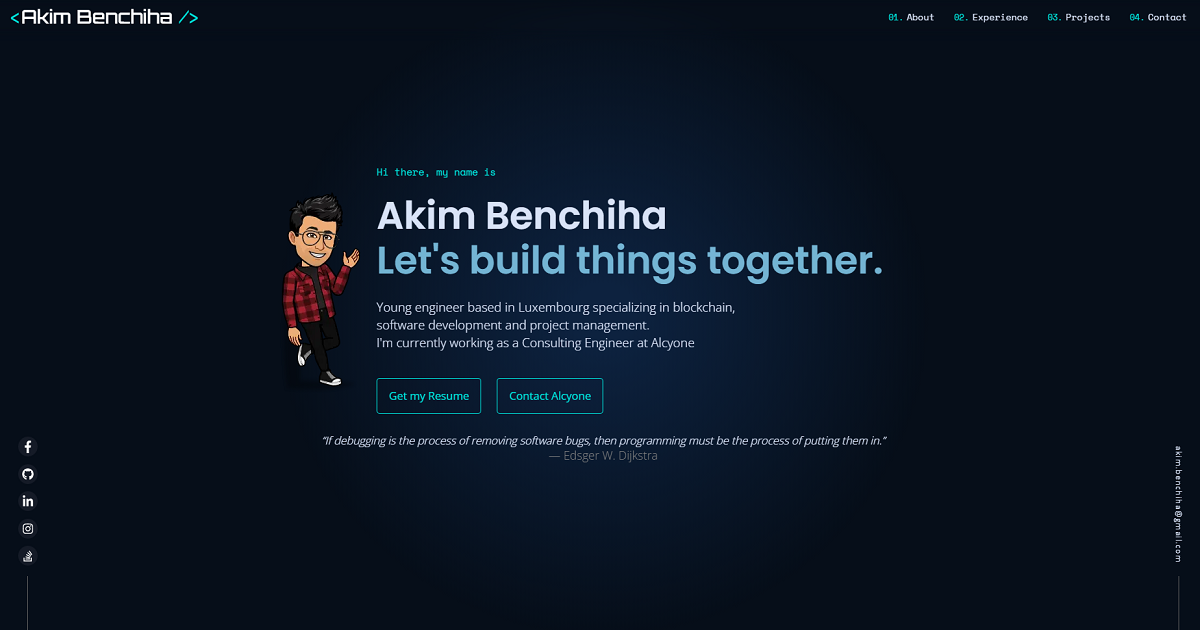 <Akim Benchiha />
01. About 02. Experience 03. Projects 04. Contact
Hi there, my name is
Akim Benchiha
Let's build things together.
Young engineer based in Luxembourg specializing in blockchain,
software development and project management.
I'm currently working as a Consulting Engineer at Alcyone
Get my Resume Contact Alcyone
“If debugging is the process of removing software bugs, then programming must be the process of putting them in.”
— Edsger W. Dijkstra
akim.benchiha@gmail.com